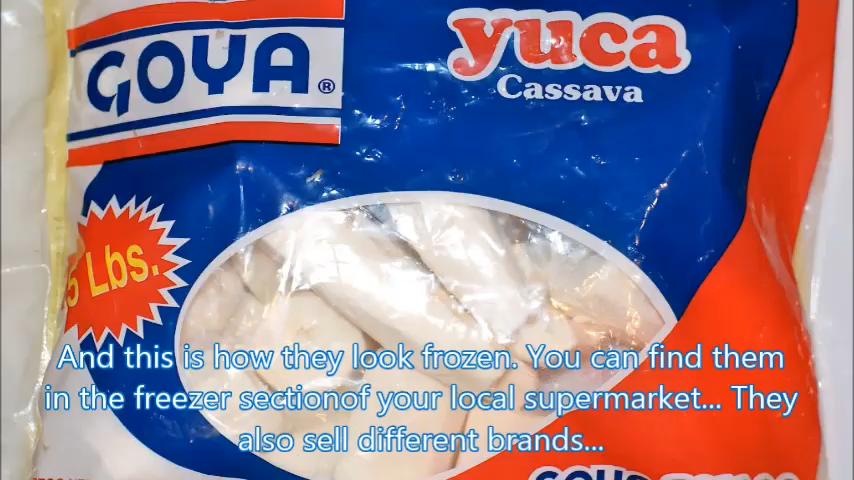 GOYA®
yuca
Cassava
5 Lbs.
And this is how they look frozen. You can find them
in the freezer sectionof your local supermarket... They
also sell different brands...